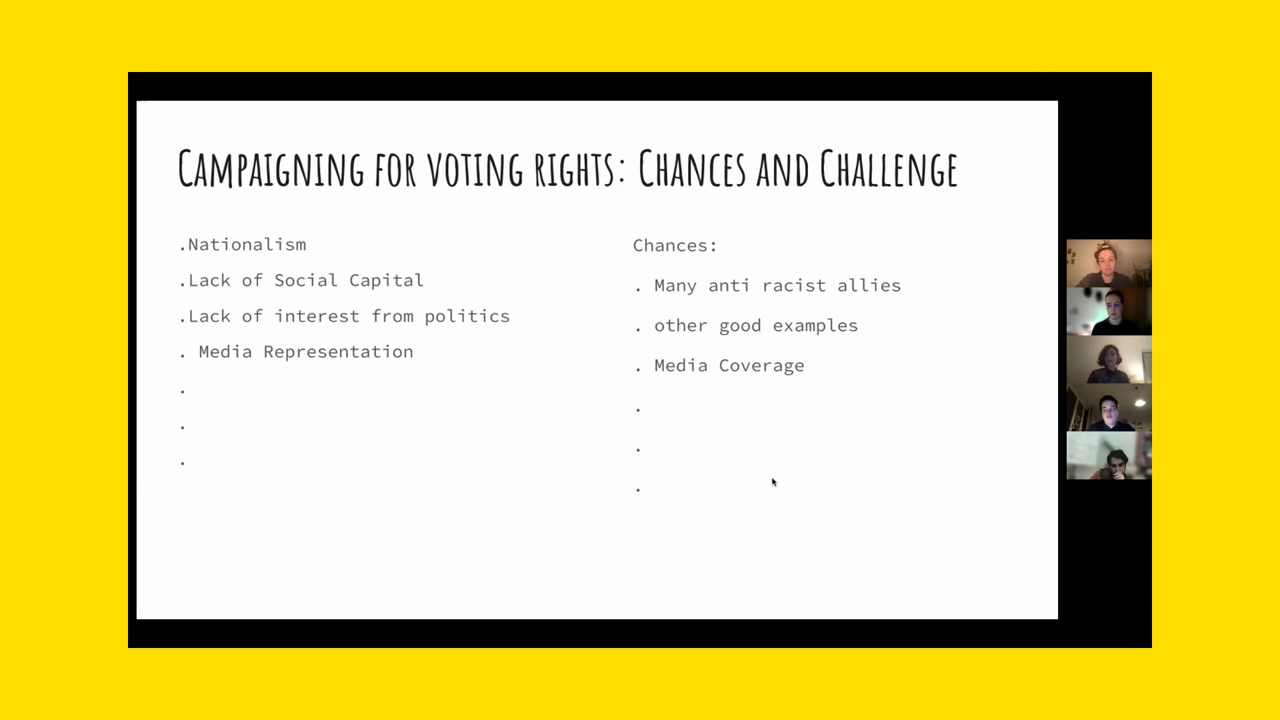 Campaigning for voting rights: Chances and Challenge
.Nationalism
.Lack of Social Capital
.Lack of interest from politics
. Media Representation
.
.
.
Chances:
. Many anti racist allies
. other good examples
. Media Coverage
.
.
.